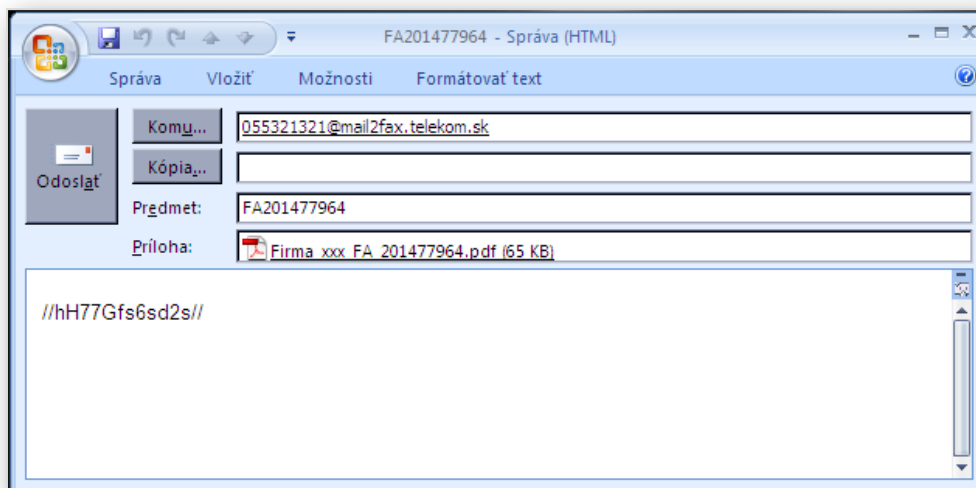 FA201477964 - Správa (HTML)
Správa Vložiť Možnosti Formátovať text
Komu... 055321321@mail2fax.telekom.sk
Kópia...
Odoslať
Predmet: FA201477964
Príloha: Firma_xxx_FA_201477964.pdf (65 KB)
//hH77Gfs6sd2s//